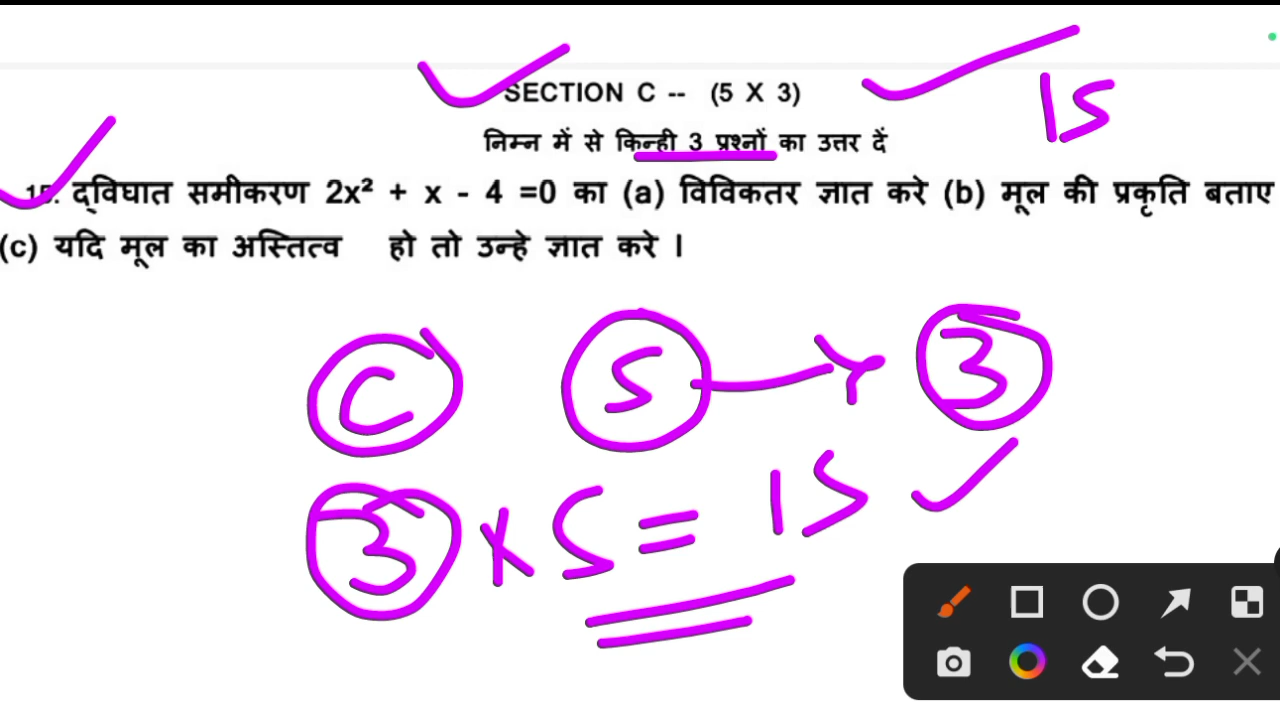 SECTION C -- (5 X 3)
15
निम्न में से किन्ही 3 प्रश्नों का उत्तर दें
15. द्विघात समीकरण 2x² + x - 4 =0 का (a) विविकतर ज्ञात करे (b) मूल की प्रकृति बताए
(c) यदि मूल का अस्तित्व हो तो उन्हे ज्ञात करे ।
C 5 3
3 x 5 = 15